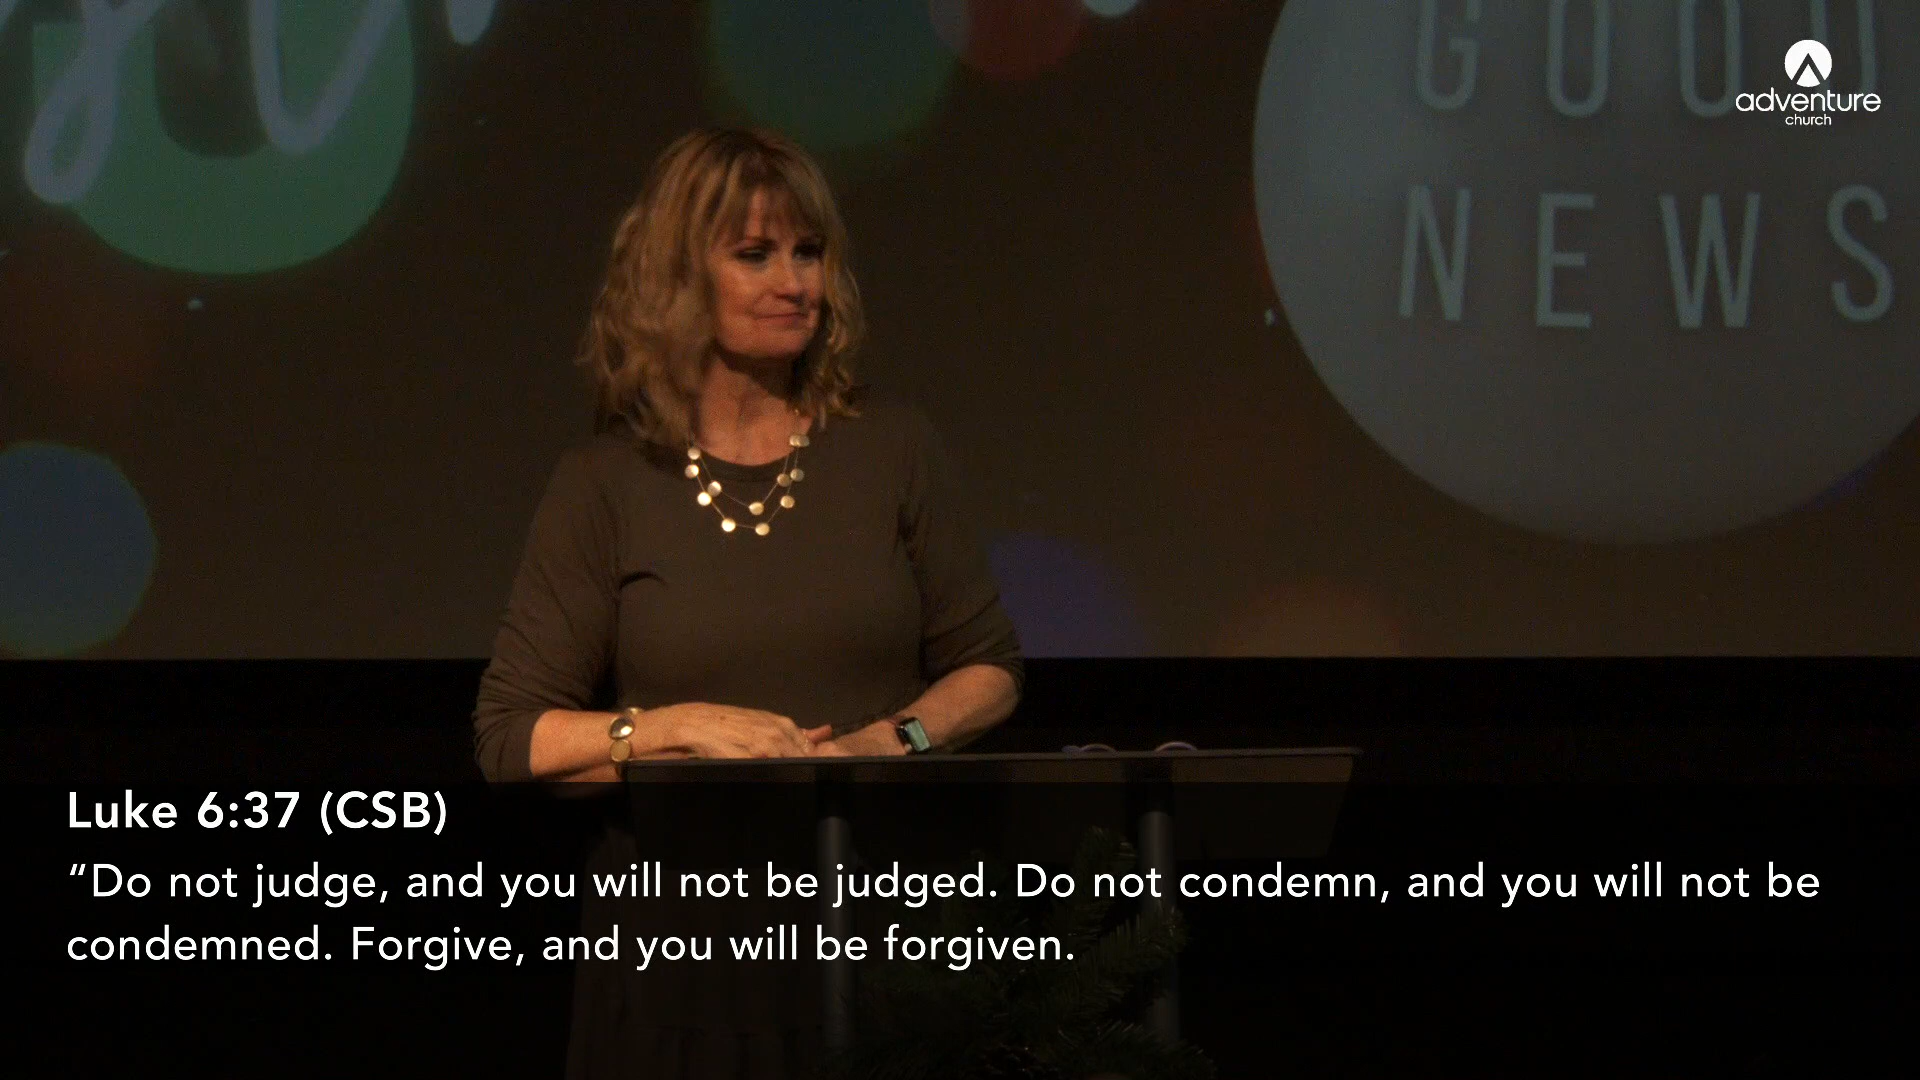 GOOD
NEWS
adventure
church
Luke 6:37 (CSB)
“Do not judge, and you will not be judged. Do not condemn, and you will not be
condemned. Forgive, and you will be forgiven.